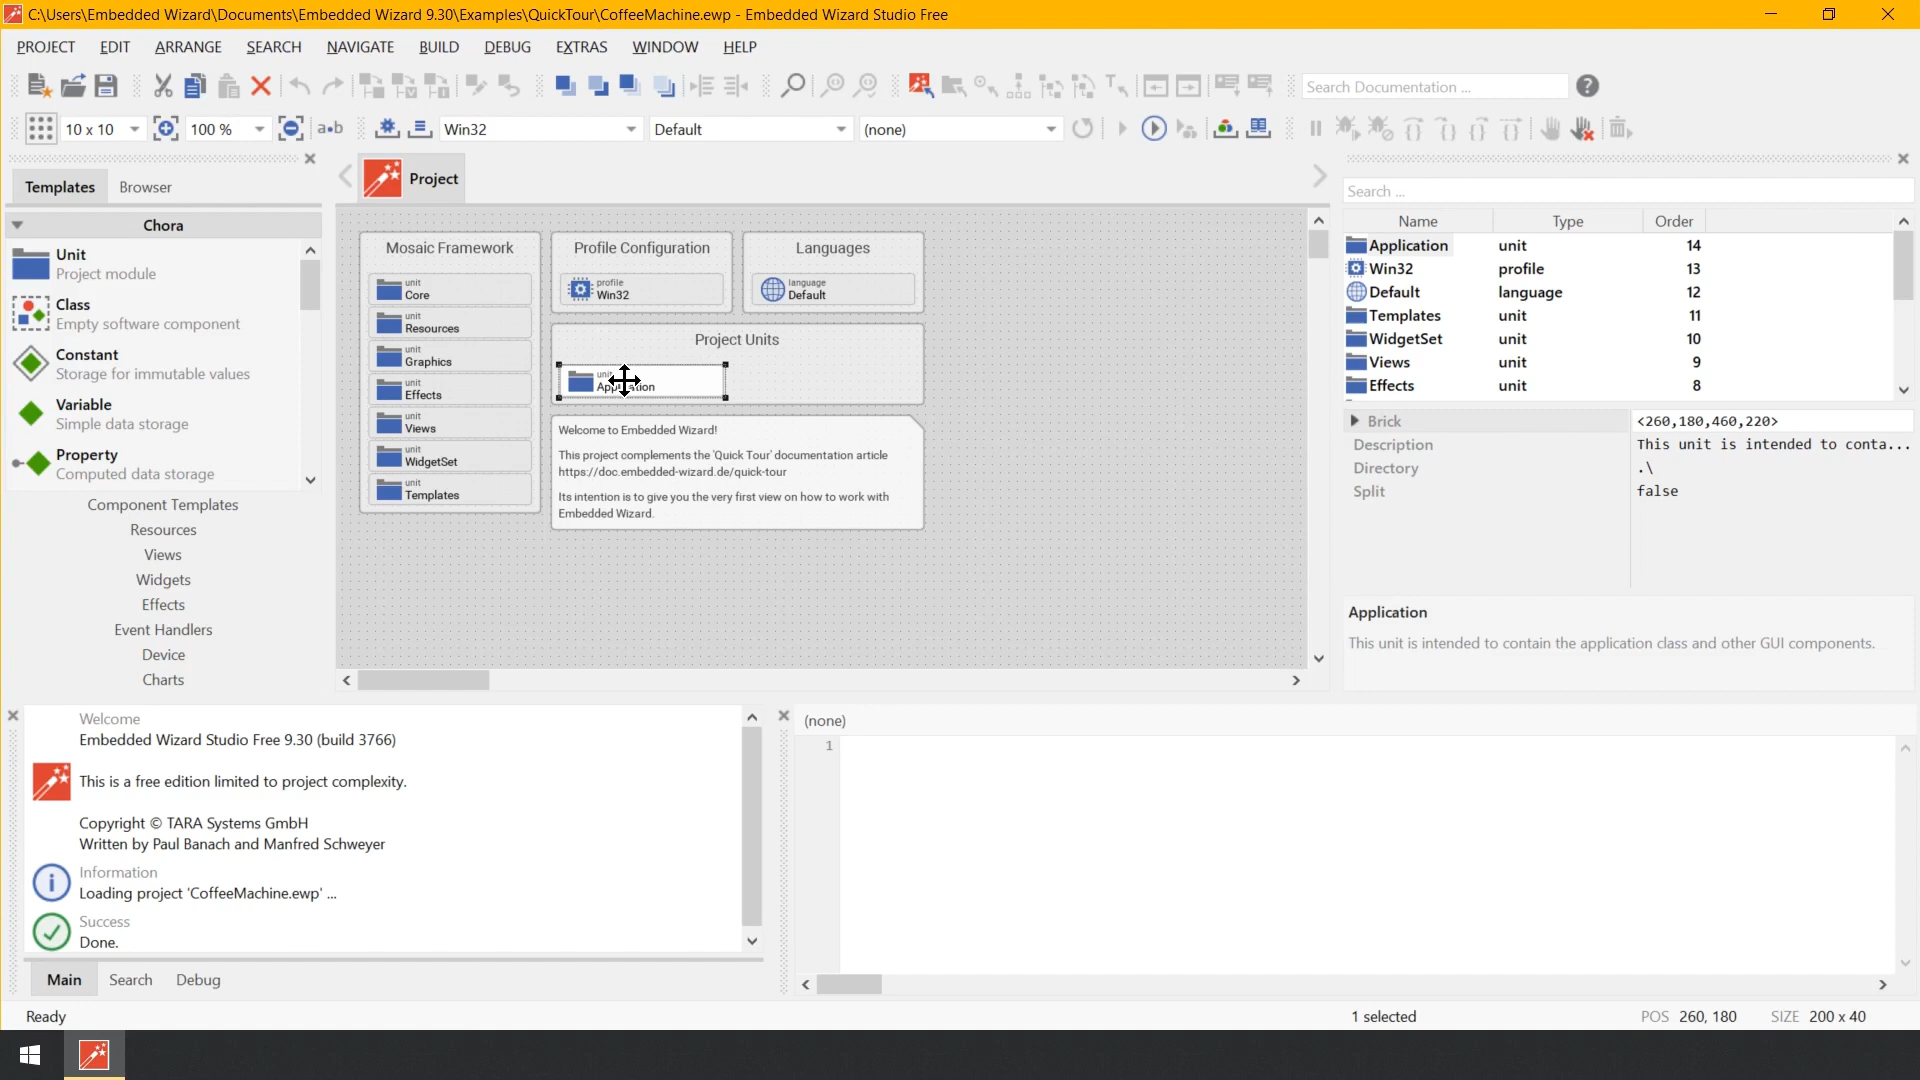 C:\Users\Embedded Wizard\Documents\Embedded Wizard 9.30\Examples\QuickTour\CoffeeMachine.ewp - Embedded Wizard Studio Free
PROJECT EDIT ARRANGE SEARCH NAVIGATE BUILD DEBUG EXTRAS WINDOW HELP
Search Documentation ...
10 x 10 100 % a•b Win32 Default (none)
Templates Browser
Chora
Unit
Project module
Class
Empty software component
Constant
Storage for immutable values
Variable
Simple data storage
Property
Computed data storage
Component Templates
Resources
Views
Widgets
Effects
Event Handlers
Device
Charts
Project
Mosaic Framework
unit
Core
unit
Resources
unit
Graphics
unit
Effects
unit
Views
unit
WidgetSet
unit
Templates
Profile Configuration
profile
Win32
Languages
language
Default
Project Units
Welcome to Embedded Wizard!
This project complements the 'Quick Tour' documentation article
https://doc.embedded-wizard.de/quick-tour
Its intention is to give you the very first view on how to work with
Embedded Wizard.
Search ...
Name Type Order
Application unit 14
Win32 profile 13
Default language 12
Templates unit 11
WidgetSet unit 10
Views unit 9
Effects unit 8
Brick <260,180,460,220>
Description This unit is intended to conta...
Directory .\
Split false
Application
This unit is intended to contain the application class and other GUI components.
Welcome
Embedded Wizard Studio Free 9.30 (build 3766)
This is a free edition limited to project complexity.
Copyright © TARA Systems GmbH
Written by Paul Banach and Manfred Schweyer
Information
Loading project 'CoffeeMachine.ewp' ...
Success
Done.
Main Search Debug
(none)
1
Ready 1 selected POS 260, 180 SIZE 200 x 40